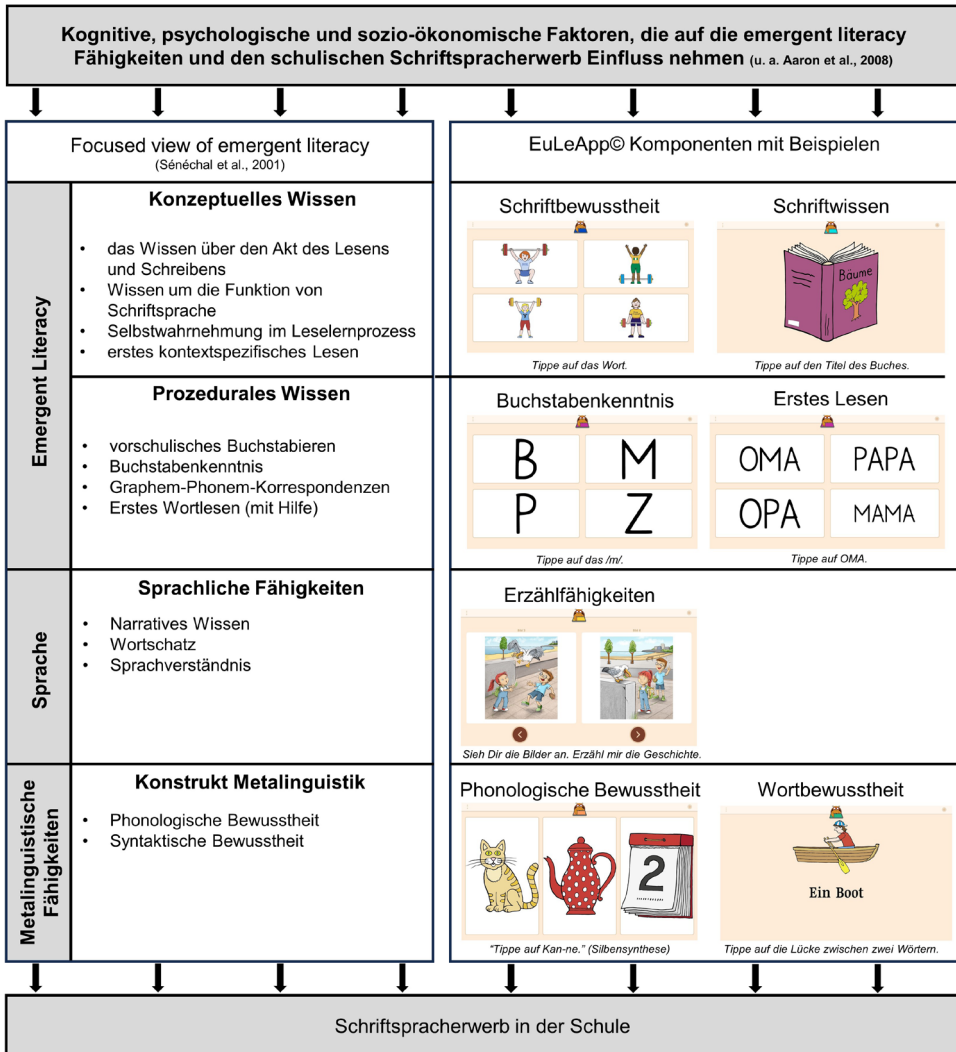 Kognitive, psychologische und sozio-ökonomische Faktoren, die auf die emergent literacy
Fähigkeiten und den schulischen Schriftspracherwerb Einfluss nehmen (u. a. Aaron et al., 2008)
Focused view of emergent literacy
(Sénéchal et al., 2001)
EuLeApp© Komponenten mit Beispielen
Emergent Literacy
Konzeptuelles Wissen
• das Wissen über den Akt des Lesens
und Schreibens
• Wissen um die Funktion von
Schriftsprache
• Selbstwahrnehmung im Leselernprozess
• erstes kontextspezifisches Lesen
Schriftbewusstheit
Tippe auf das Wort.
Schriftwissen
Bäume
Tippe auf den Titel des Buches.
Prozedurales Wissen
• vorschulisches Buchstabieren
• Buchstabenkenntnis
• Graphem-Phonem-Korrespondenzen
• Erstes Wortlesen (mit Hilfe)
Buchstabenkenntnis
B M
P Z
Tippe auf das /m/.
Erstes Lesen
OMA PAPA
OPA MAMA
Tippe auf OMA.
Sprache
Sprachliche Fähigkeiten
• Narratives Wissen
• Wortschatz
• Sprachverständnis
Erzählfähigkeiten
Sieh Dir die Bilder an. Erzähl mir die Geschichte.
Metalinguistische
Fähigkeiten
Konstrukt Metalinguistik
• Phonologische Bewusstheit
• Syntaktische Bewusstheit
Phonologische Bewusstheit
2
"Tippe auf Kan-ne." (Silbensynthese)
Wortbewusstheit
Ein Boot
Tippe auf die Lücke zwischen zwei Wörtern.
Schriftspracherwerb in der Schule